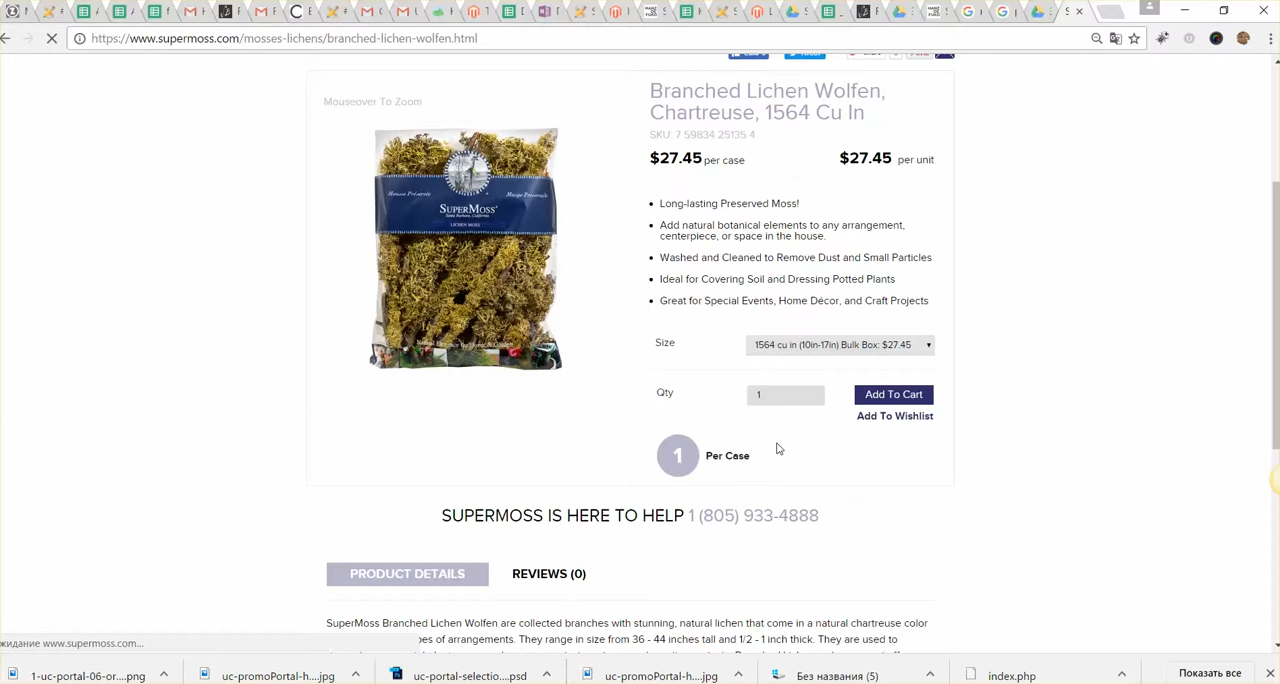 https://www.supermoss.com/mosses-lichens/branched-lichen-wolfen.html
Mouseover To Zoom
Branched Lichen Wolfen,
Chartreuse, 1564 Cu In
SKU: 7 59834 25135 4
$27.45 per case
$27.45 per unit
Long-lasting Preserved Moss!
Add natural botanical elements to any arrangement,
centerpiece, or space in the house.
Washed and Cleaned to Remove Dust and Small Particles
Ideal for Covering Soil and Dressing Potted Plants
Great for Special Events, Home Décor, and Craft Projects
Mousse Préservée
SUPERMOSS
Santa Barbara, California
LICHEN MOSS
Size
1564 cu in (10in-17in) Bulk Box: $27.45
Qty
1
Add To Cart
Add To Wishlist
1 Per Case
SUPERMOSS IS HERE TO HELP 1 (805) 933-4888
PRODUCT DETAILS
REVIEWS (0)
SuperMoss Branched Lichen Wolfen are collected branches with stunning, natural lichen that come in a natural chartreuse color
pes of arrangements. They range in size from 36 - 44 inches tall and 1/2 - 1 inch thick. They are used to
жидание www.supermoss.com...
1-uc-portal-06-or....png
uc-promoPortal-h....jpg
uc-portal-selectio....psd
uc-promoPortal-h....jpg
Без названия (5)
index.php
Показать все